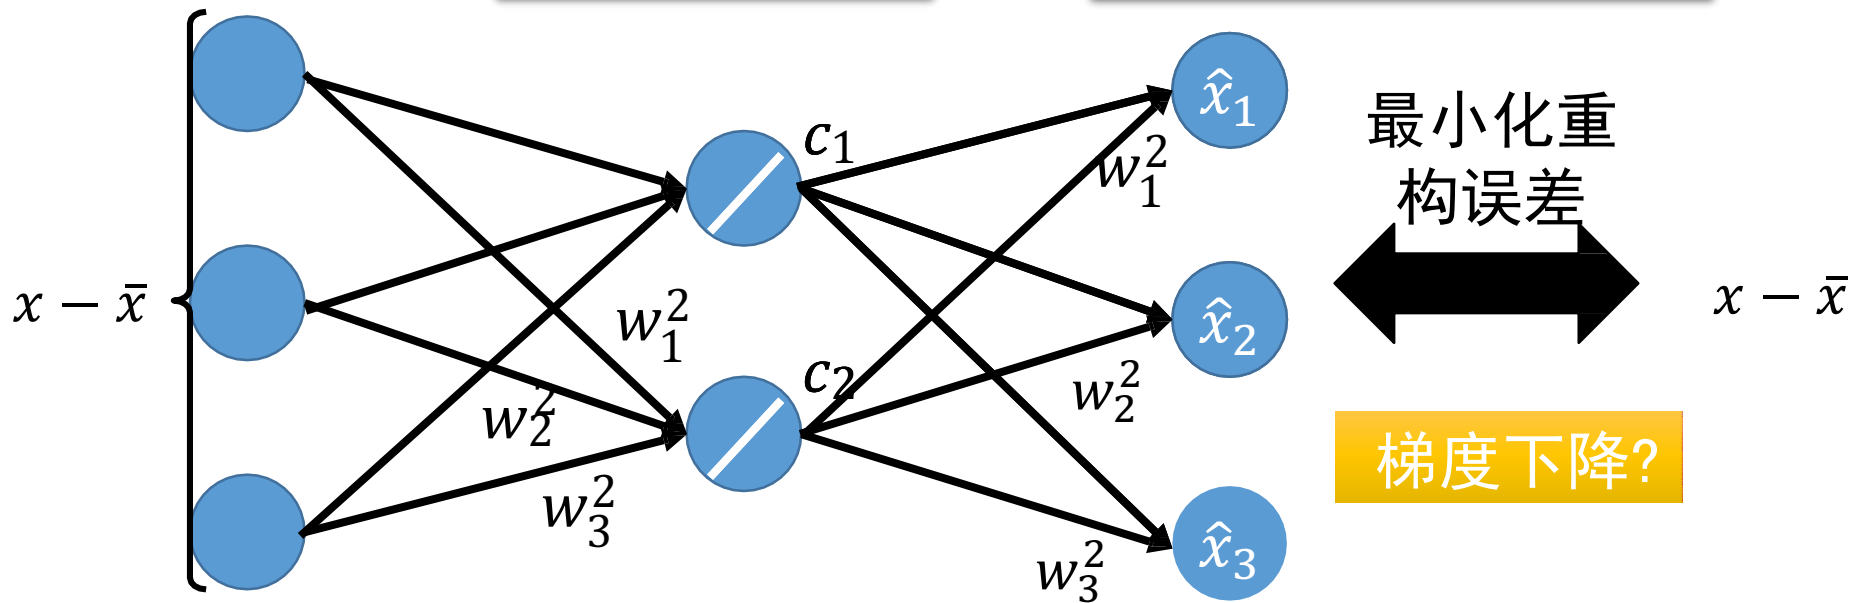 x − x̄
c₁
c₂
w₁²
w₂²
w₃²
w₁²
w₂²
w₃²
x̂₁
x̂₂
x̂₃
最小化重
构误差
x − x̄
梯度下降?